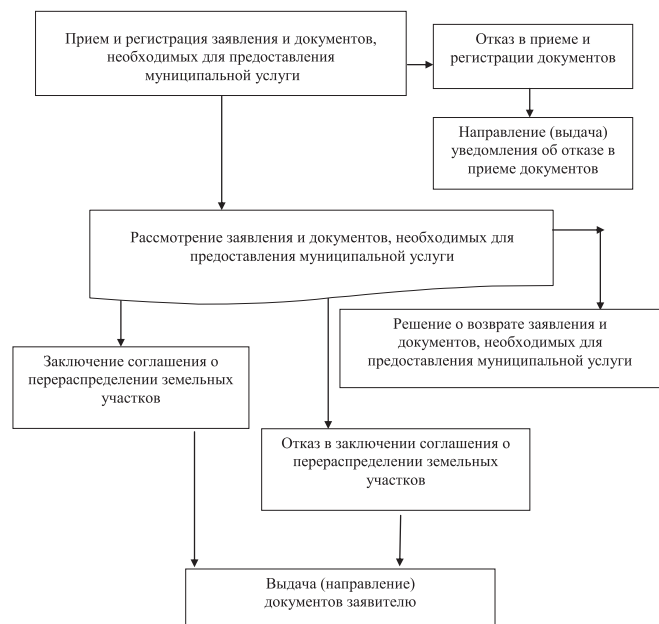 Прием и регистрация заявления и документов,
необходимых для предоставления
муниципальной услуги
Отказ в приеме и
регистрации документов
Направление (выдача)
уведомления об отказе в
приеме документов
Рассмотрение заявления и документов, необходимых для
предоставления муниципальной услуги
Решение о возврате заявления и
документов, необходимых для
предоставления муниципальной услуги
Заключение соглашения о
перераспределении земельных
участков
Отказ в заключении соглашения о
перераспределении земельных
участков
Выдача (направление)
документов заявителю